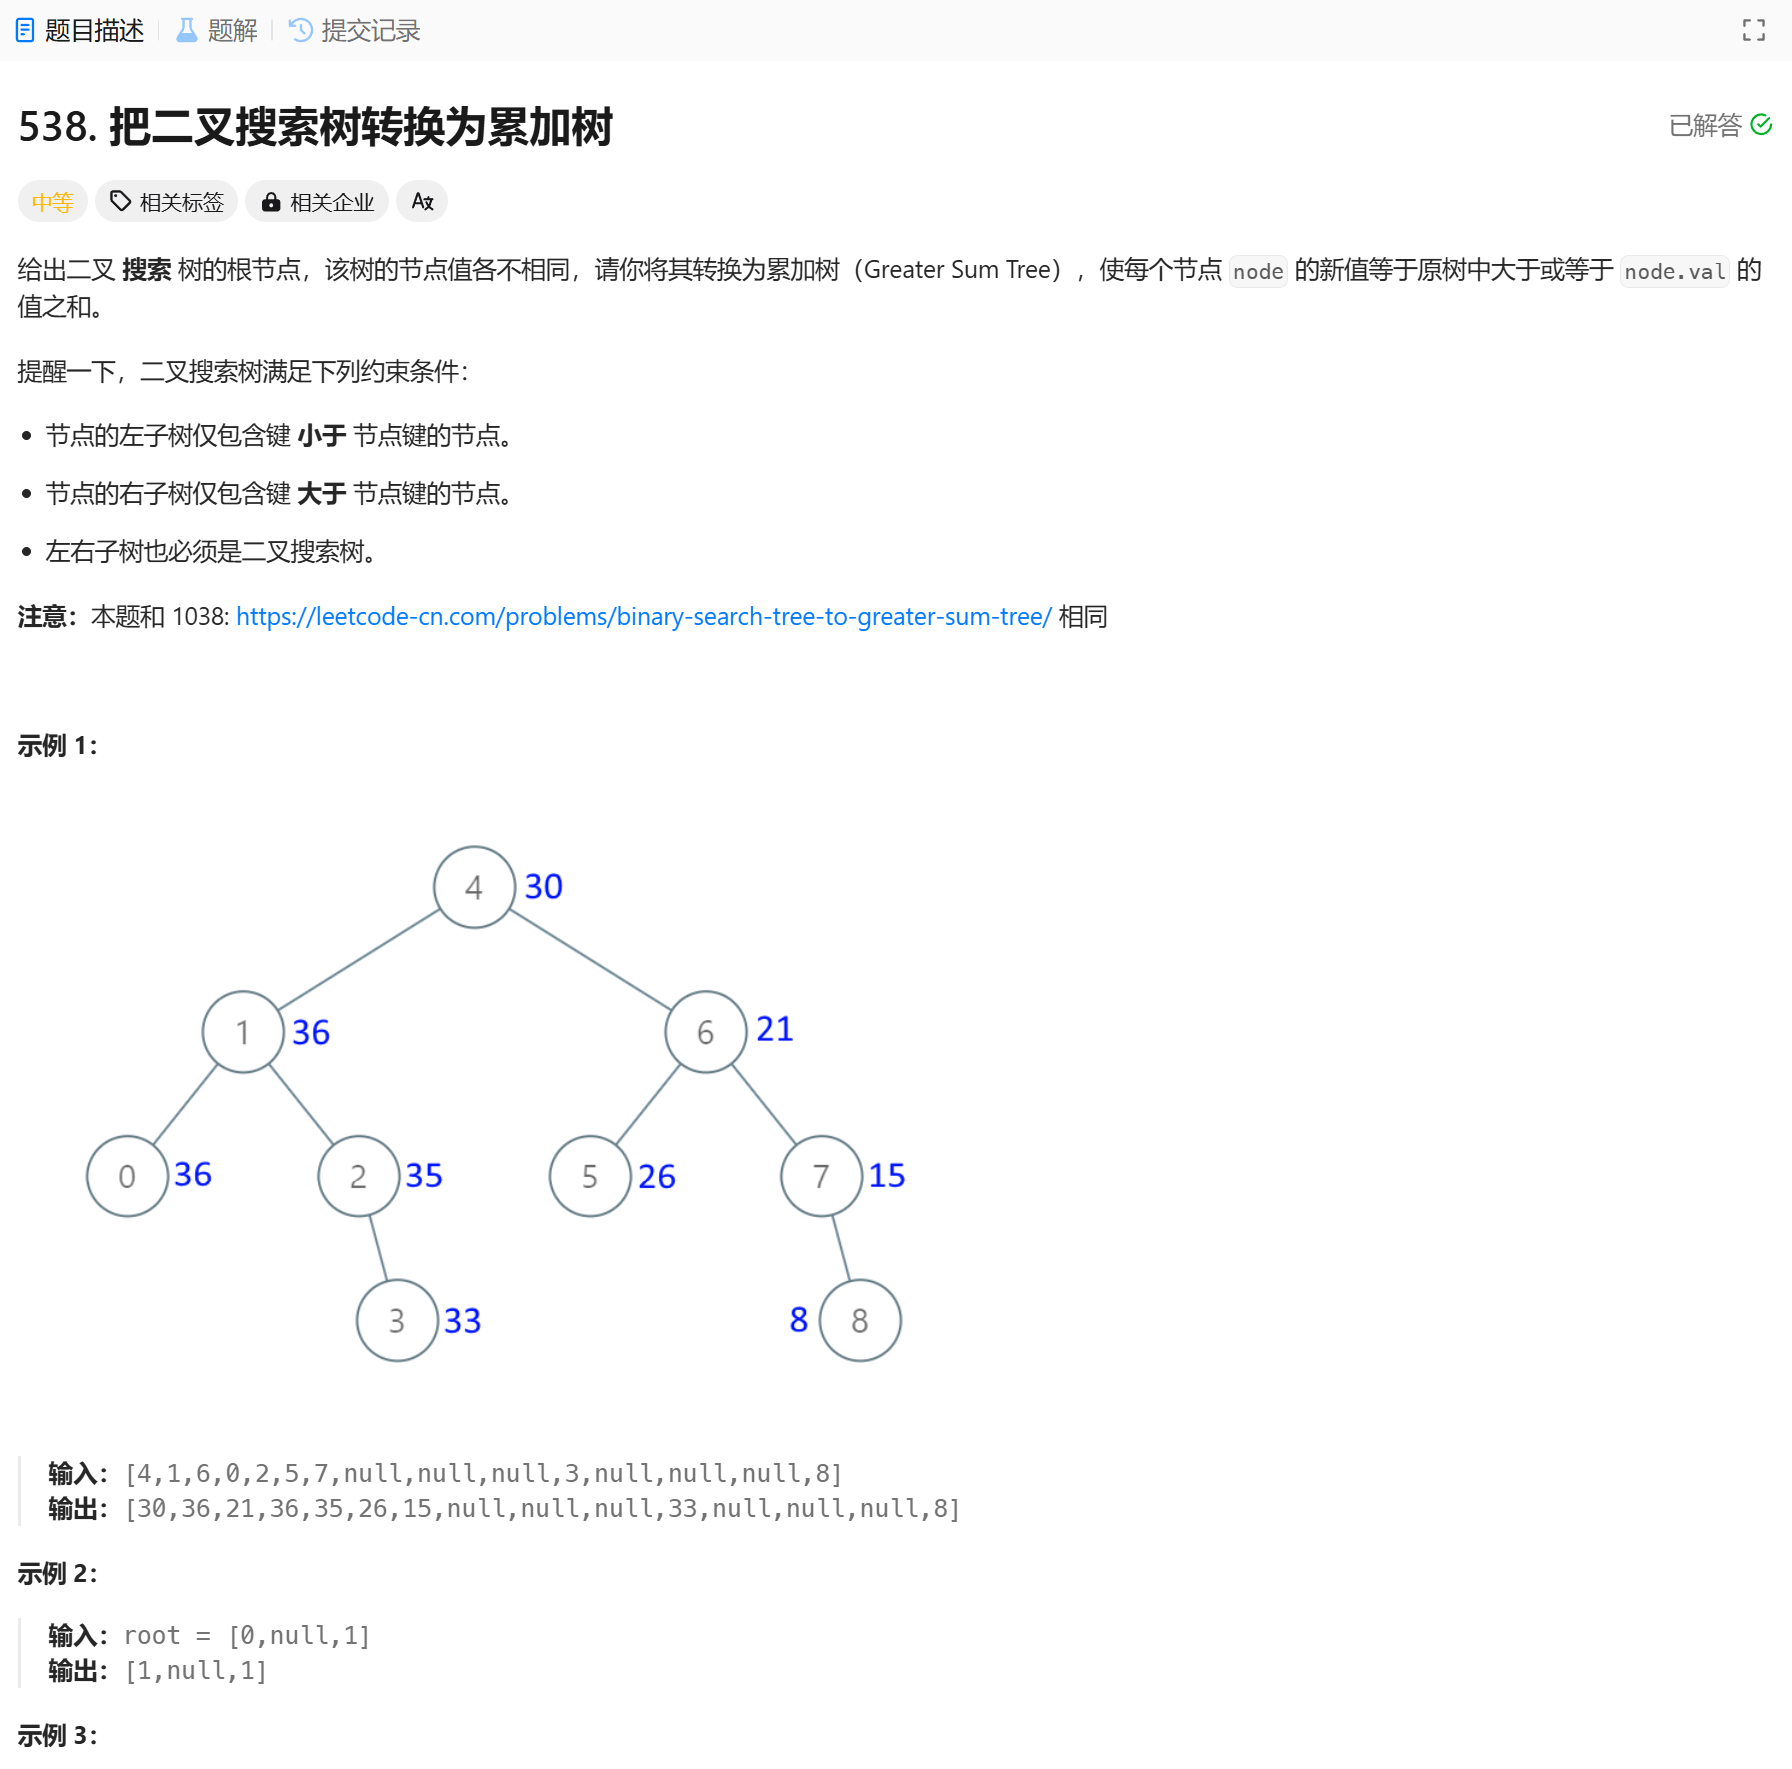 题目描述 题解 提交记录
538. 把二叉搜索树转换为累加树
已解答
中等 相关标签 相关企业
给出二叉 搜索 树的根节点，该树的节点值各不相同，请你将其转换为累加树（Greater Sum Tree），使每个节点 node 的新值等于原树中大于或等于 node.val 的
值之和。
提醒一下，二叉搜索树满足下列约束条件：
• 节点的左子树仅包含键 小于 节点键的节点。
• 节点的右子树仅包含键 大于 节点键的节点。
• 左右子树也必须是二叉搜索树。
注意：本题和 1038: https://leetcode-cn.com/problems/binary-search-tree-to-greater-sum-tree/ 相同
示例 1：
4 30
1 36 6 21
0 36 2 35 5 26 7 15
3 33 8 8
输入：[4,1,6,0,2,5,7,null,null,null,3,null,null,null,8]
输出：[30,36,21,36,35,26,15,null,null,null,33,null,null,null,8]
示例 2：
输入：root = [0,null,1]
输出：[1,null,1]
示例 3：